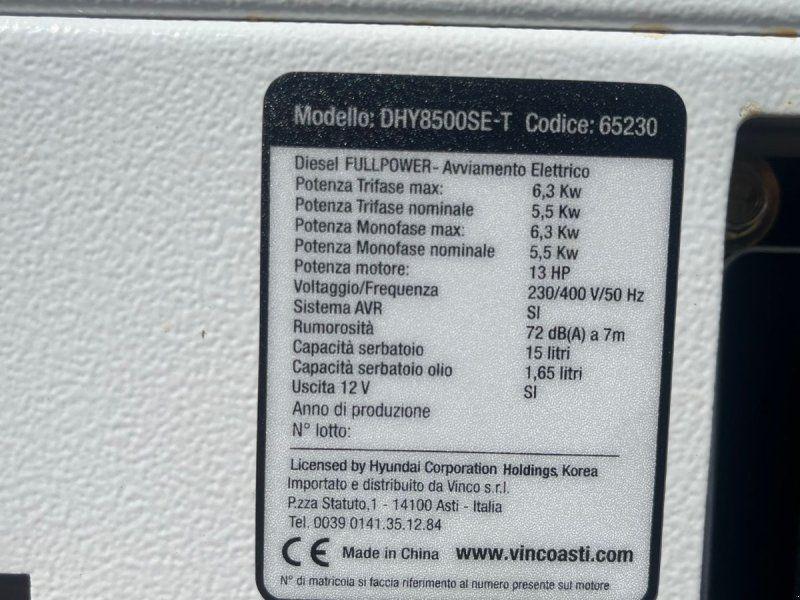 Modello: DHY8500SE-T Codice: 65230
Diesel FULLPOWER- Avviamento Elettrico
Potenza Trifase max: 6,3 Kw
Potenza Trifase nominale 5,5 Kw
Potenza Monofase max: 6,3 Kw
Potenza Monofase nominale 5,5 Kw
Potenza motore: 13 HP
Voltaggio/Frequenza 230/400 V/50 Hz
Sistema AVR SI
Rumorosità 72 dB(A) a 7m
Capacità serbatoio 15 litri
Capacità serbatoio olio 1,65 litri
Uscita 12 V SI
Anno di produzione
N° lotto:
Licensed by Hyundai Corporation Holdings, Korea
Importato e distribuito da Vinco s.r.l.
P.zza Statuto,1 - 14100 Asti - Italia
Tel. 0039 0141.35.12.84
CE Made in China www.vincoasti.com
N° di matricola si faccia riferimento al numero presente sul motore